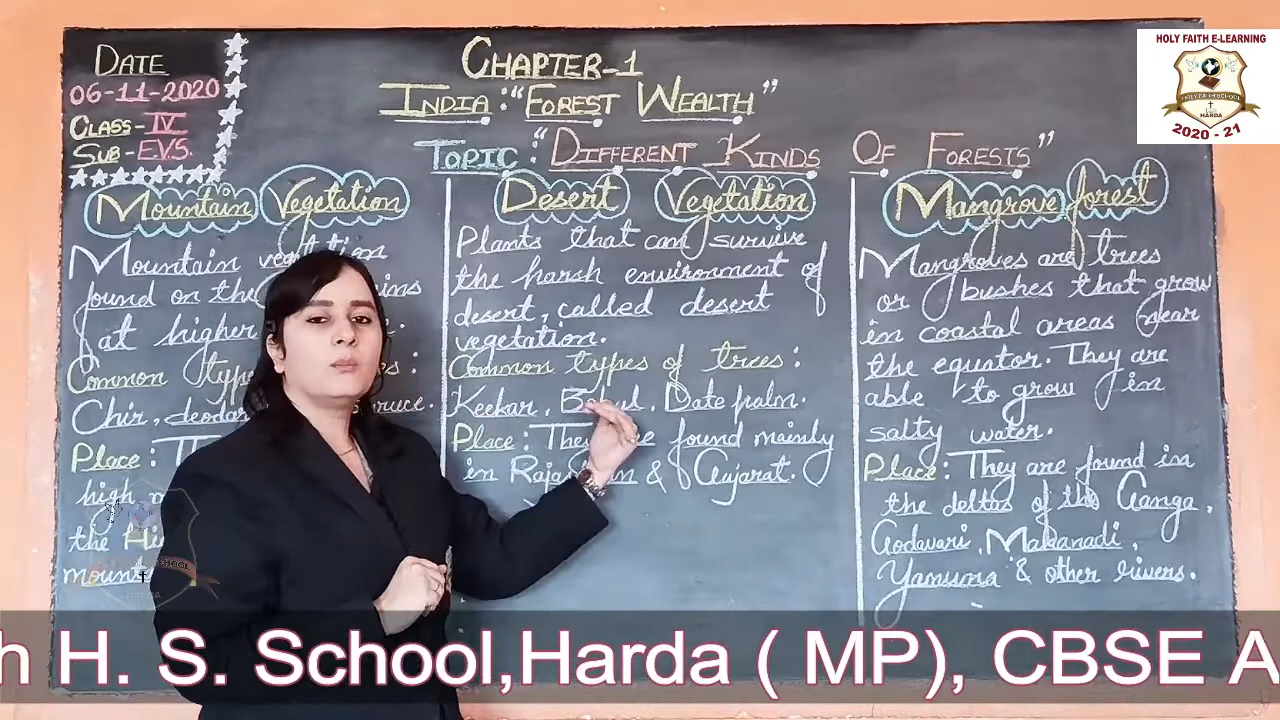 DATE
06-11-2020
CLASS-IV
SUB-E.V.S.
CHAPTER-1
INDIA:"FOREST WEALTH"
TOPIC:"DIFFERENT KINDS OF FORESTS"
HOLY FAITH E-LEARNING
HOLY FAITH SCHOOL
HARDA
2020 - 21
Mountain Vegetation
Mountain
found on the
at higher
Common
Chir, deodar
Place:
high
the
Desert Vegetation
Plants that can survive
the harsh environment of
desert, called desert
vegetation.
Common types of trees:
Keekar, Date palm.
Place: They are found mainly
in & Gujarat.
Mangrove forest
Mangroves are trees
or bushes that grow
in coastal areas near
the equator. They are
able to grow in
salty water.
Place: They are found in
the deltas of the Ganga,
Godavari, Mahanadi,
Yamuna & other rivers.
H. S. School,Harda ( MP), CBSE